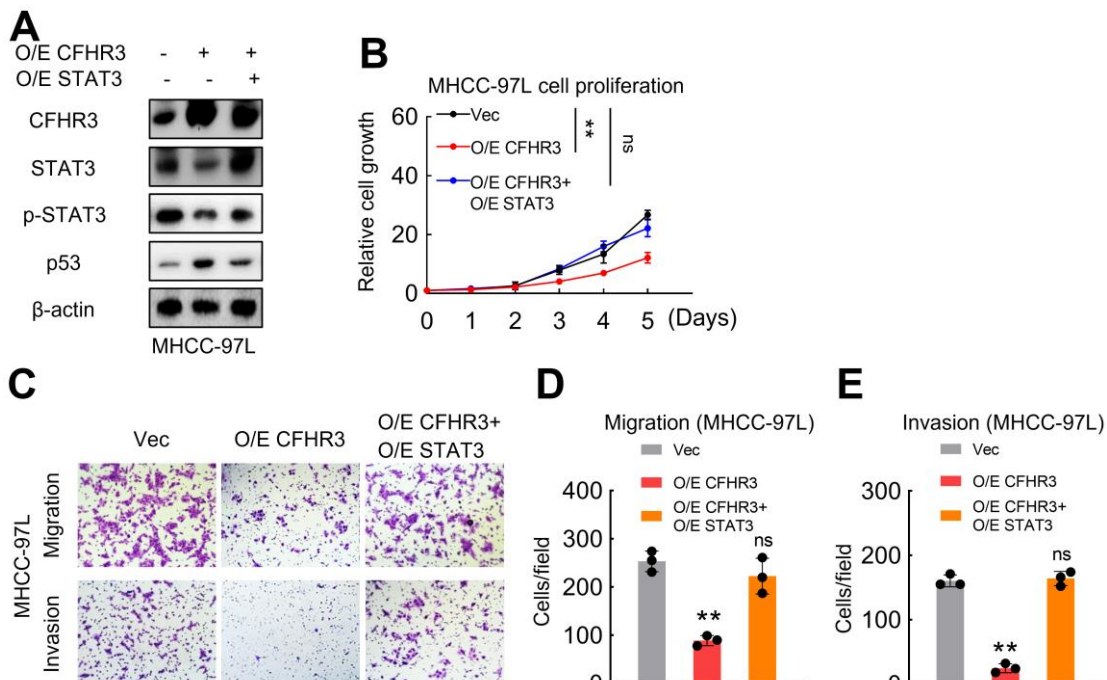 A
O/E CFHR3 - + +
O/E STAT3 - - +
CFHR3
STAT3
p-STAT3
p53
β-actin
MHCC-97L
B
MHCC-97L cell proliferation
Relative cell growth
60
40
20
0
Vec
O/E CFHR3
O/E CFHR3+
O/E STAT3
**
ns
0 1 2 3 4 5 (Days)
C
Vec
O/E CFHR3
O/E CFHR3+
O/E STAT3
MHCC-97L
Migration
Invasion
D
Migration (MHCC-97L)
Vec
O/E CFHR3
O/E CFHR3+
O/E STAT3
Cells/field
400
300
200
100
0
**
ns
E
Invasion (MHCC-97L)
Vec
O/E CFHR3
O/E CFHR3+
O/E STAT3
Cells/field
300
200
100
0
**
ns